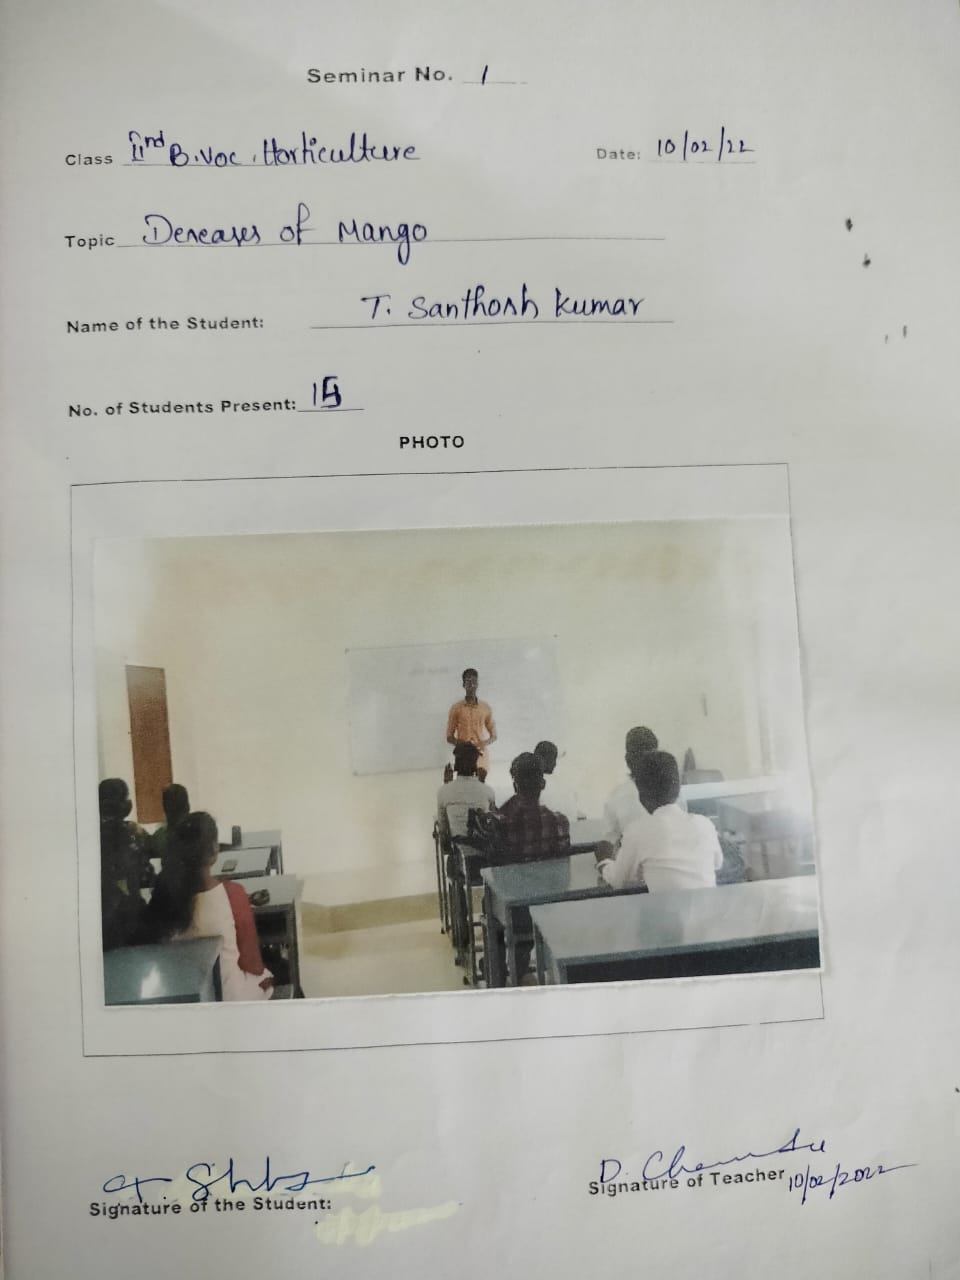 Seminar No. 1
Class IInd B.Voc. Horticulture Date: 10/02/22
Topic Deneases of Mango
Name of the Student: T. Santhosh Kumar
No. of Students Present: 15
PHOTO
D. 10/02/2022
Signature of the Student: Signature of Teacher